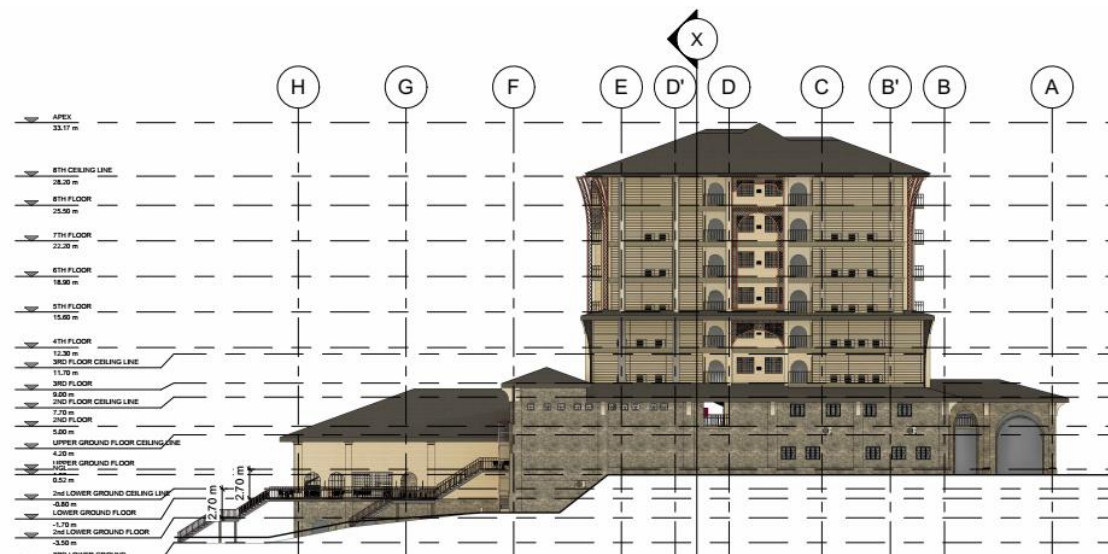 X
H G F E D' D C B' B A
APEX
33.17 m
8TH CEILING LINE
28.20 m
8TH FLOOR
25.50 m
7TH FLOOR
22.20 m
6TH FLOOR
18.90 m
5TH FLOOR
15.60 m
4TH FLOOR
12.30 m
3RD FLOOR CEILING LINE
11.70 m
3RD FLOOR
9.00 m
2ND FLOOR CEILING LINE
7.70 m
2ND FLOOR
5.00 m
UPPER GROUND FLOOR CEILING LINE
4.20 m
UPPER GROUND FLOOR
NGL
0.52 m
2nd LOWER GROUND CEILING LINE
-0.80 m
LOWER GROUND FLOOR
-1.70 m
2nd LOWER GROUND FLOOR
-3.50 m
2.70 m
2.70 m